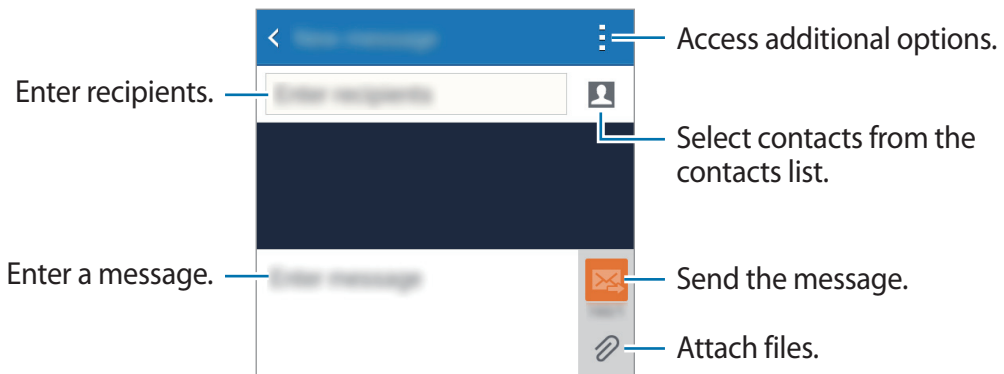 Access additional options.
Enter recipients.
Select contacts from the
contacts list.
Enter a message.
Send the message.
Attach files.